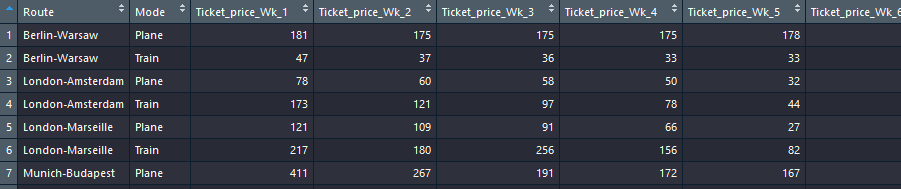 Route Mode Ticket_price_Wk_1 Ticket_price_Wk_2 Ticket_price_Wk_3 Ticket_price_Wk_4 Ticket_price_Wk_5 Ticket_price_Wk_6
1 Berlin-Warsaw Plane 181 175 175 175 178
2 Berlin-Warsaw Train 47 37 36 33 33
3 London-Amsterdam Plane 78 60 58 50 32
4 London-Amsterdam Train 173 121 97 78 44
5 London-Marseille Plane 121 109 91 66 27
6 London-Marseille Train 217 180 256 156 82
7 Munich-Budapest Plane 411 267 191 172 167